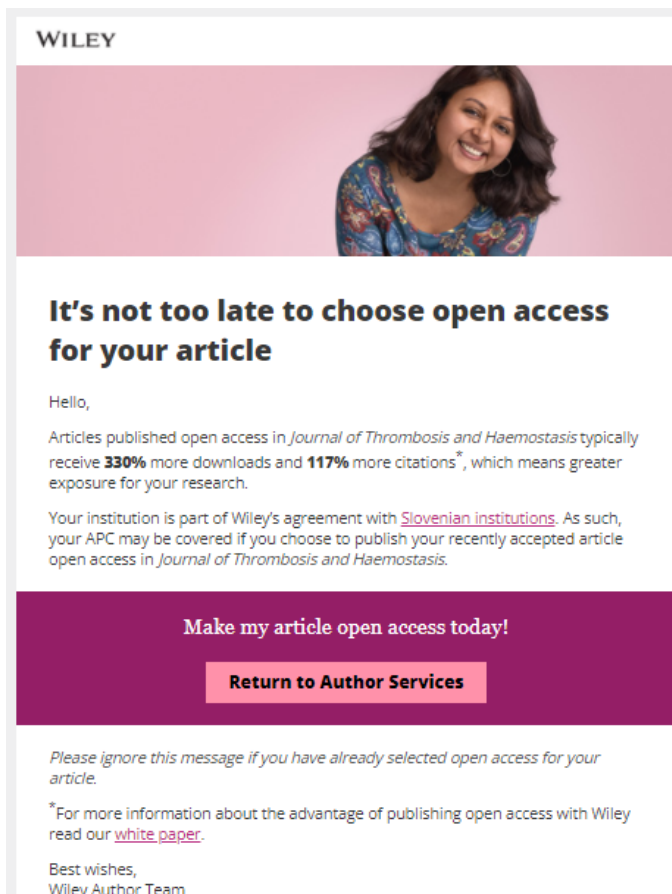 WILEY
It's not too late to choose open access
for your article
Hello,
Articles published open access in Journal of Thrombosis and Haemostasis typically
receive 330% more downloads and 117% more citations*, which means greater
exposure for your research.
Your institution is part of Wiley's agreement with Slovenian institutions. As such,
your APC may be covered if you choose to publish your recently accepted article
open access in Journal of Thrombosis and Haemostasis.
Make my article open access today!
Return to Author Services
Please ignore this message if you have already selected open access for your
article.
*For more information about the advantage of publishing open access with Wiley
read our white paper.
Best wishes,
Wiley Author Team